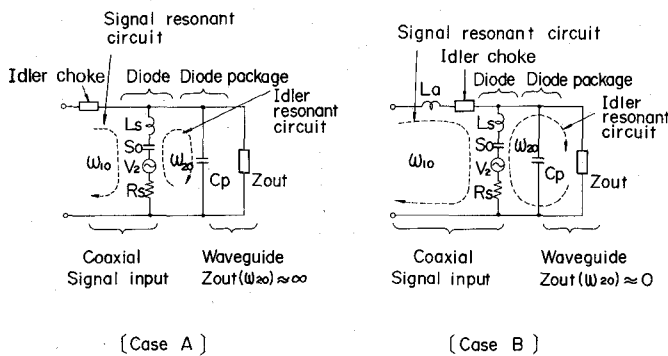 Signal resonant
circuit
Idler choke
Diode
Diode package
Idler
resonant
circuit
Ls
So
V2
Rs
ω10
ω20
Cp
Zout
Coaxial
Signal input
Waveguide
Zout(ω20)≈∞
[Case A]
Signal resonant
circuit
Idler choke
Diode
Diode package
Idler
resonant
circuit
La
Ls
So
V2
Rs
ω10
ω20
Cp
Zout
Coaxial
Signal input
Waveguide
Zout(ω20)≈0
[Case B]